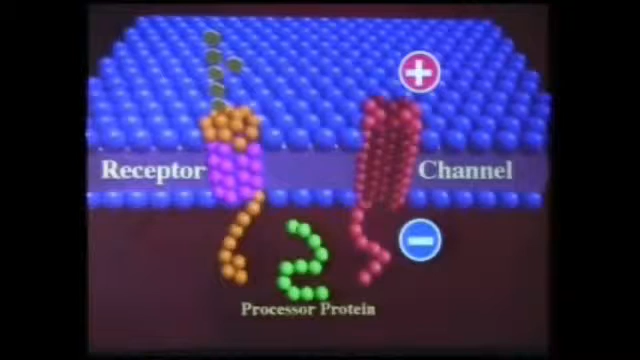 +
Receptor
Channel
−
Processor Protein